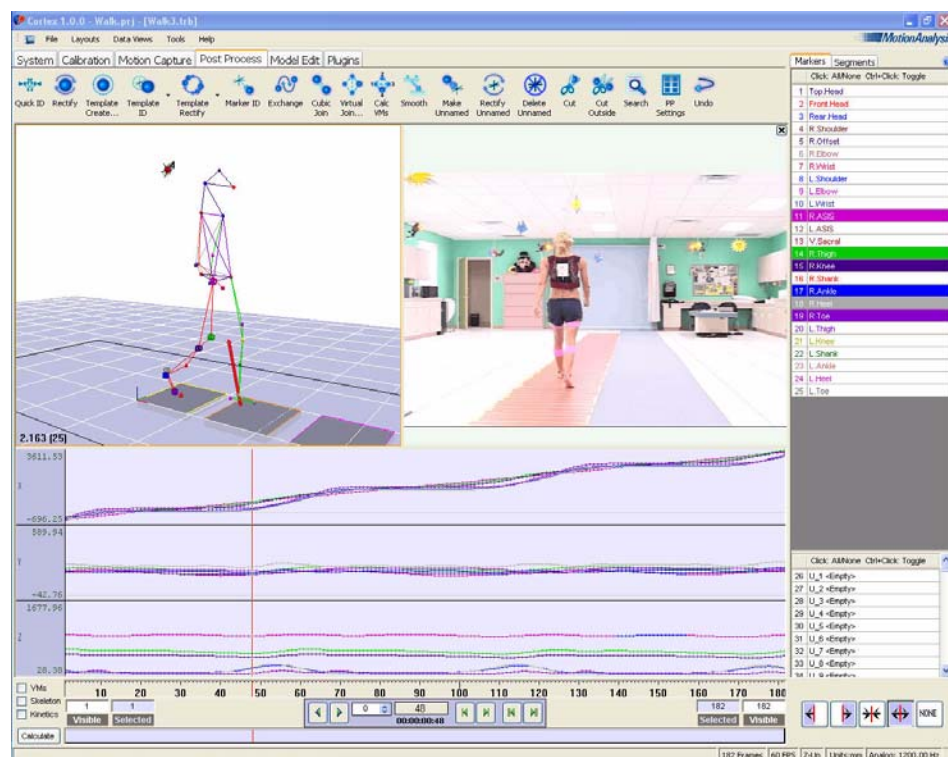 Cortex 1.0.0 - Walk.prj - [Walk3.trb]
File Layouts Data Views Tools Help
MotionAnalysis
System Calibration Motion Capture Post Process Model Edit Plugins
Quick ID Rectify Template Create... Template ID Template Rectify Marker ID Exchange Cubic Join Virtual Join... Calc VMs Smooth Make Unnamed Rectify Unnamed Delete Unnamed Cut Cut Outside Search PP Settings Undo
Markers Segments
Click: All/None Ctrl+Click: Toggle
1 Top.Head
2 Front.Head
3 Rear.Head
4 R.Shoulder
5 R.Offset
6 R.Elbow
7 R.Wrist
8 L.Shoulder
9 L.Elbow
10 L.Wrist
11 R.ASIS
12 L.ASIS
13 V.Sacral
14 R.Thigh
15 R.Knee
16 R.Shank
17 R.Ankle
18 R.Heel
19 R.Toe
20 L.Thigh
21 L.Knee
22 L.Shank
23 L.Ankle
24 L.Heel
25 L.Toe
2.163 [25]
3611.53
X
-696.25
589.94
Y
-42.76
1677.96
Z
28.38
Click: All/None Ctrl+Click: Toggle
26 U_1 <Empty>
27 U_2 <Empty>
28 U_3 <Empty>
29 U_4 <Empty>
30 U_5 <Empty>
31 U_6 <Empty>
32 U_7 <Empty>
33 U_8 <Empty>
34 U_9 <Empty>
10 20 30 40 50 60 70 80 90 100 110 120 130 140 150 160 170 180
VMs
Skeleton
Kinetics
1 1
Visible Selected
0 48
00:00:00:48
182 182
Selected Visible
NONE
Calculate
182 Frames 60 FPS Z-Up Units:mm Analog: 1200.00 Hz